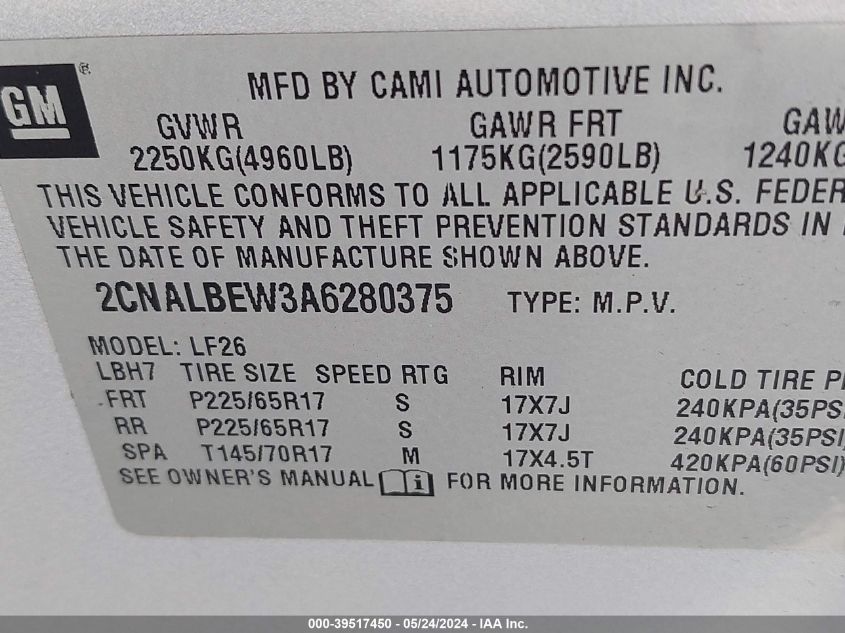 GM®
MFD BY CAMI AUTOMOTIVE INC.
GVWR GAWR FRT
2250KG(4960LB) 1175KG(2590LB)
THIS VEHICLE CONFORMS TO ALL APPLICABLE U.S.
VEHICLE SAFETY AND THEFT PREVENTION STANDARDS IN
THE DATE OF MANUFACTURE SHOWN ABOVE.
2CNALBEW3A6280375 TYPE: M.P.V.
MODEL: LF26
LBH7 TIRE SIZE SPEED RTG RIM COLD TIRE
FRT P225/65R17 S 17X7J 240KPA(35PSI
RR P225/65R17 S 17X7J 240KPA(35PSI)
SPA T145/70R17 M 17X4.5T 420KPA(60PSI)
SEE OWNER'S MANUAL i FOR MORE INFORMATION.
000-39517450 - 05/24/2024 - IAA Inc.